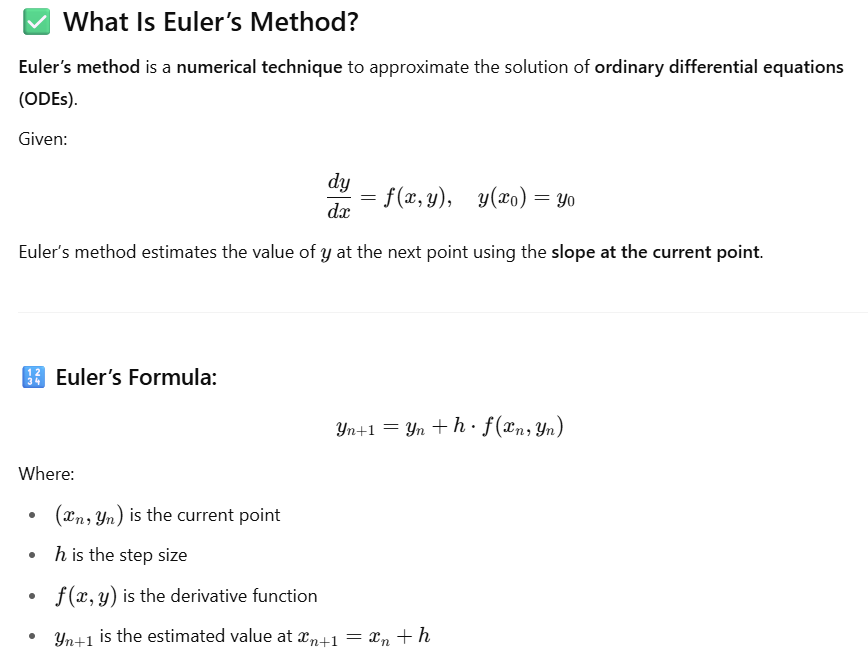 ✅ What Is Euler’s Method?
Euler’s method is a numerical technique to approximate the solution of ordinary differential equations
(ODEs).
Given:
dy/dx = f(x, y), y(x₀) = y₀
Euler’s method estimates the value of y at the next point using the slope at the current point.
🔢 Euler’s Formula:
yₙ₊₁ = yₙ + h · f(xₙ, yₙ)
Where:
• (xₙ, yₙ) is the current point
• h is the step size
• f(x, y) is the derivative function
• yₙ₊₁ is the estimated value at xₙ₊₁ = xₙ + h